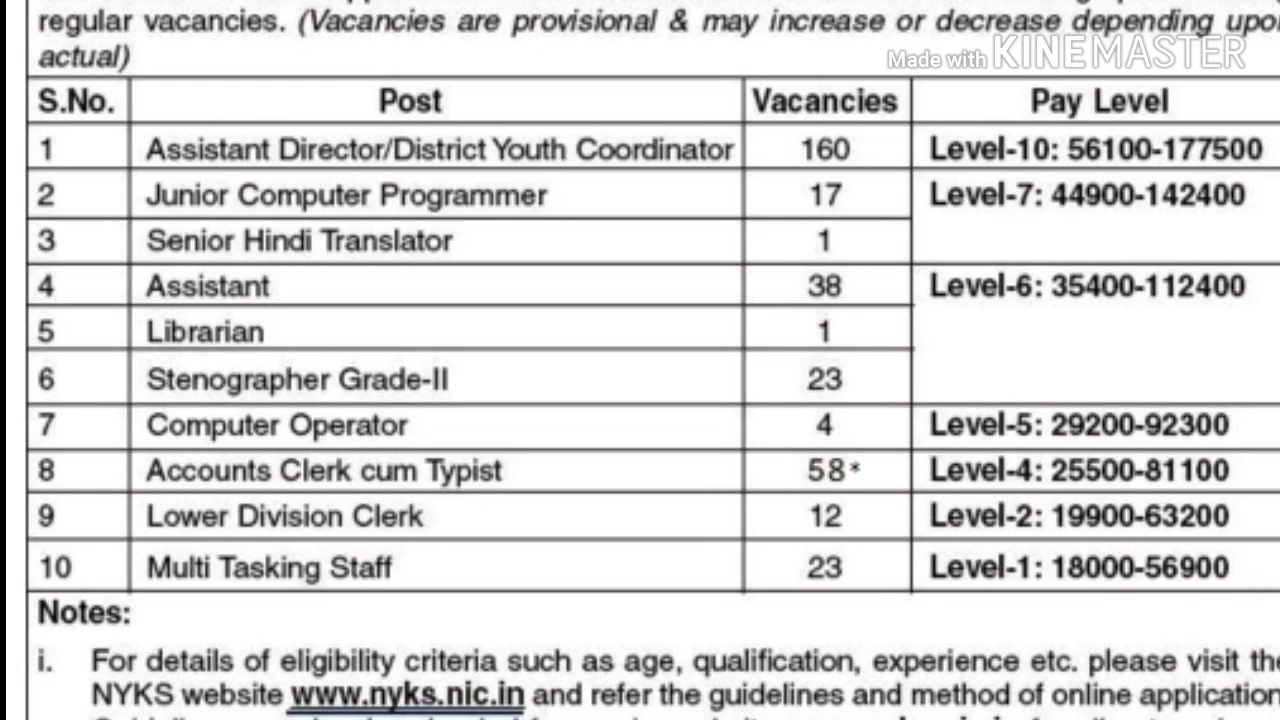 regular vacancies. (Vacancies are provisional & may increase or decrease depending upon
actual)
Made with KINEMASTER
S.No. Post Vacancies Pay Level
1 Assistant Director/District Youth Coordinator 160 Level-10: 56100-177500
2 Junior Computer Programmer 17 Level-7: 44900-142400
3 Senior Hindi Translator 1
4 Assistant 38 Level-6: 35400-112400
5 Librarian 1
6 Stenographer Grade-II 23
7 Computer Operator 4 Level-5: 29200-92300
8 Accounts Clerk cum Typist 58* Level-4: 25500-81100
9 Lower Division Clerk 12 Level-2: 19900-63200
10 Multi Tasking Staff 23 Level-1: 18000-56900
Notes:
i. For details of eligibility criteria such as age, qualification, experience etc. please visit the
NYKS website www.nyks.nic.in and refer the guidelines and method of online application